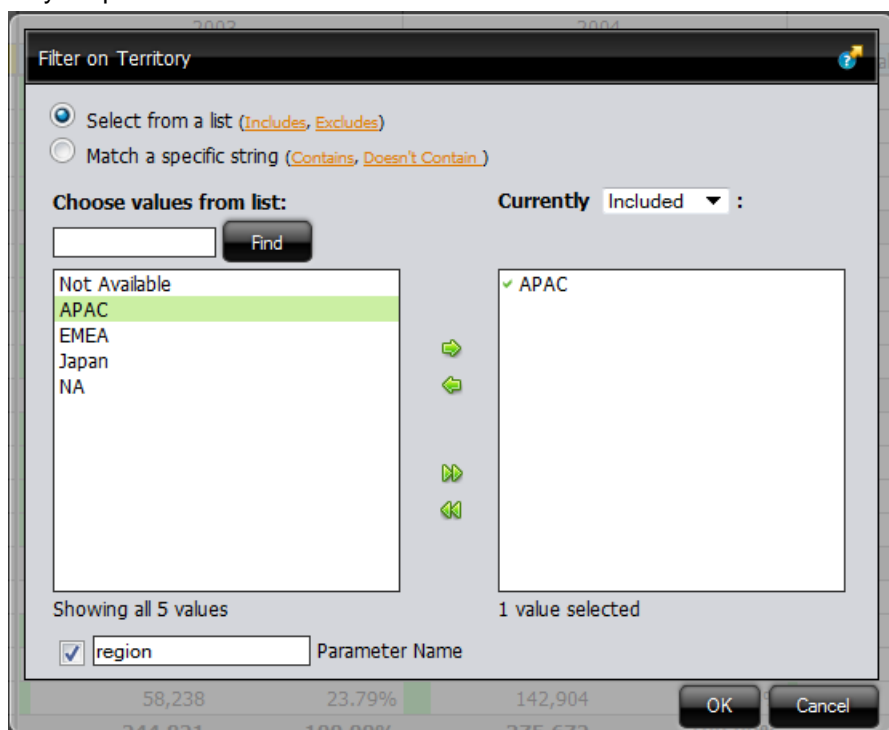 2003 2004
Filter on Territory
Select from a list (Includes, Excludes)
Match a specific string (Contains, Doesn't Contain )
Choose values from list:
Currently Included :
Find
Not Available
APAC
EMEA
Japan
NA
APAC
Showing all 5 values
1 value selected
region Parameter Name
58,238 23.79% 142,904
OK Cancel